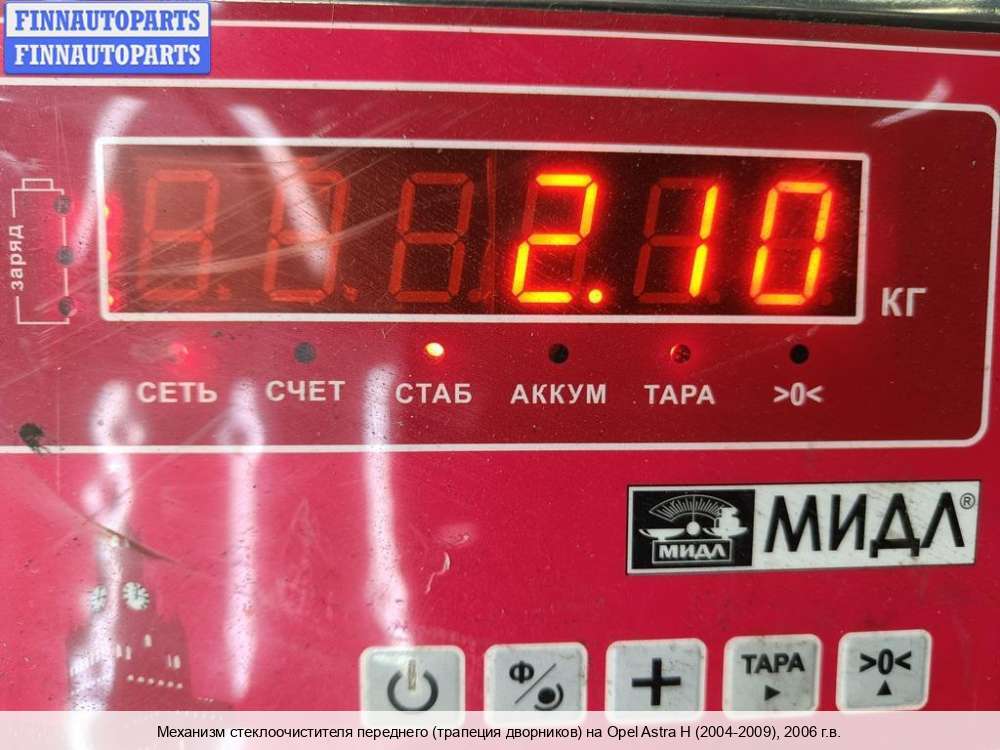 FINNAUTOPARTS
FINNAUTOPARTS
заряд
2.10
КГ
СЕТЬ СЧЕТ СТАБ АККУМ ТАРА >0<
МИДЛ МИДЛ®
Ф
ТАРА >0<
Механизм стеклоочистителя переднего (трапеция дворников) на Opel Astra H (2004-2009), 2006 г.в.